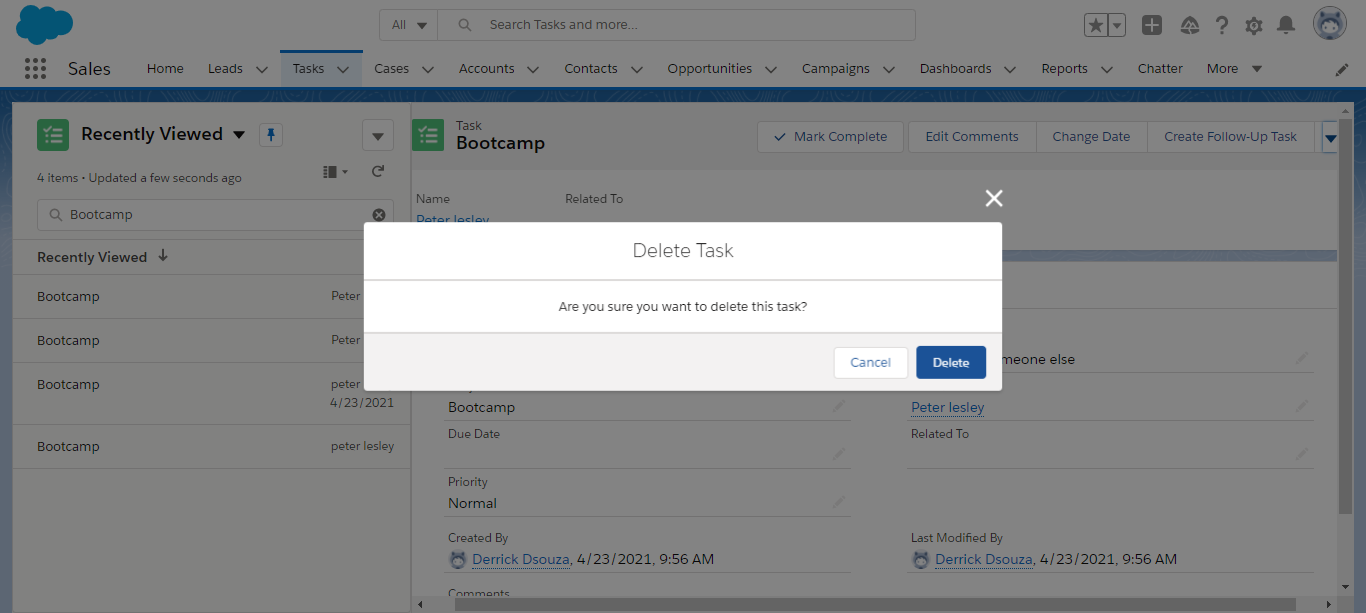 All
Search Tasks and more...
Sales
Home
Leads
Tasks
Cases
Accounts
Contacts
Opportunities
Campaigns
Dashboards
Reports
Chatter
More
Recently Viewed
4 items • Updated a few seconds ago
Bootcamp
Recently Viewed
Bootcamp
Peter
Bootcamp
Peter
Bootcamp
peter
4/23/2021
Bootcamp
peter lesley
Task
Bootcamp
Mark Complete
Edit Comments
Change Date
Create Follow-Up Task
Name
Related To
Peter lesley
Delete Task
Are you sure you want to delete this task?
Cancel
Delete
meone else
Bootcamp
Peter lesley
Due Date
Related To
Priority
Normal
Created By
Derrick Dsouza, 4/23/2021, 9:56 AM
Last Modified By
Derrick Dsouza, 4/23/2021, 9:56 AM
Comments